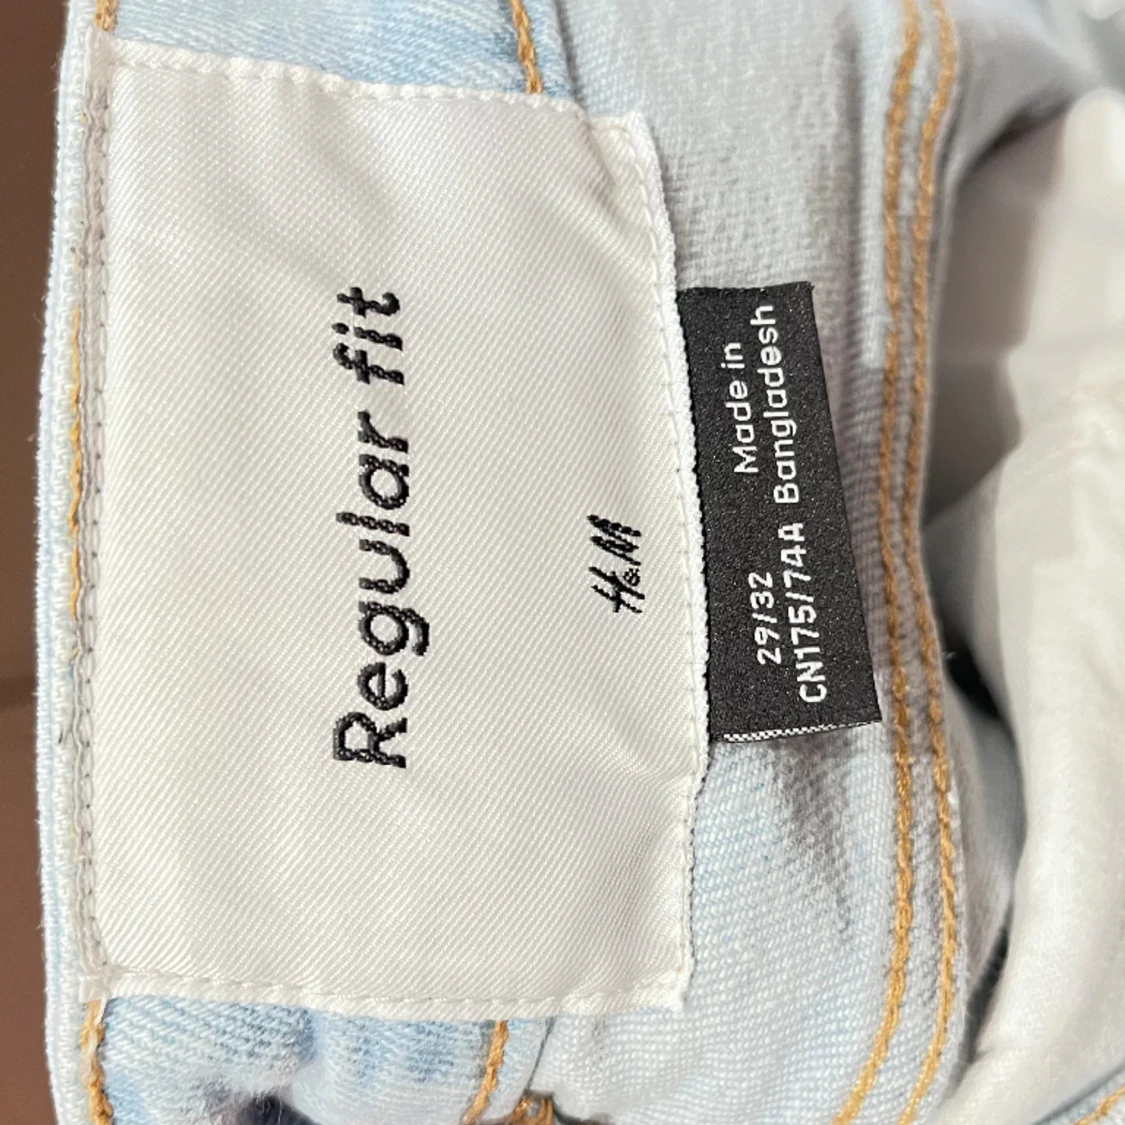 Regular fit
H&M
29/32
CN175/74A
Made in
Bangladesh